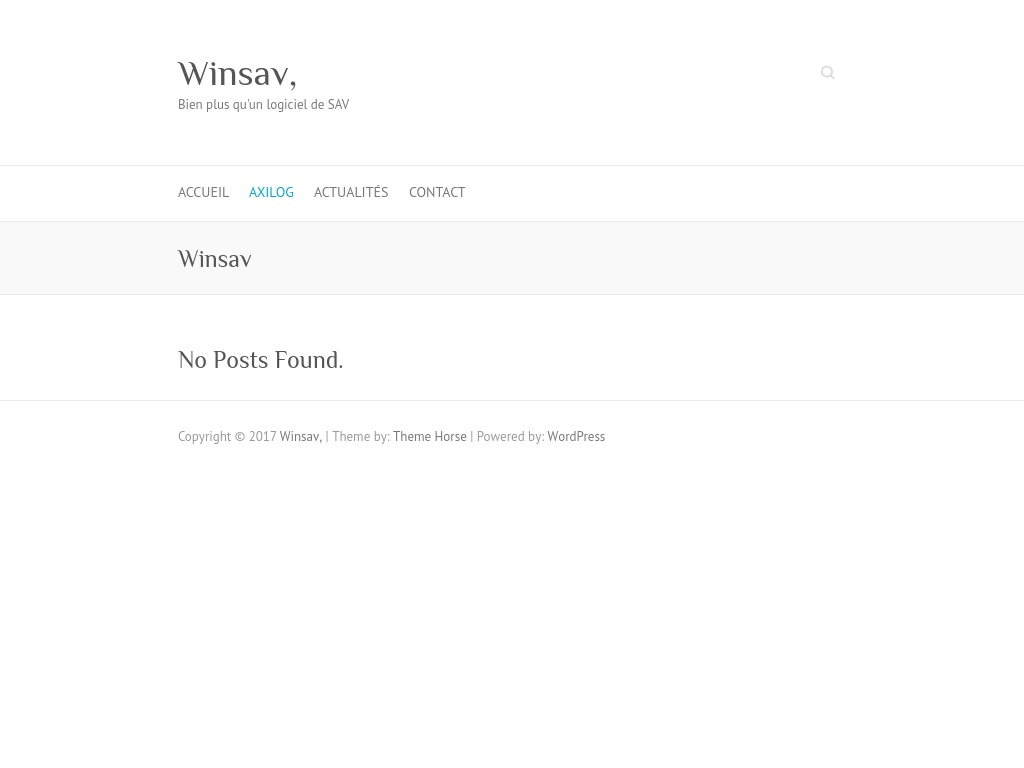 Winsav,
Bien plus qu'un logiciel de SAV
ACCUEIL AXILOG ACTUALITÉS CONTACT
Winsav
No Posts Found.
Copyright © 2017 Winsav, | Theme by: Theme Horse | Powered by: WordPress